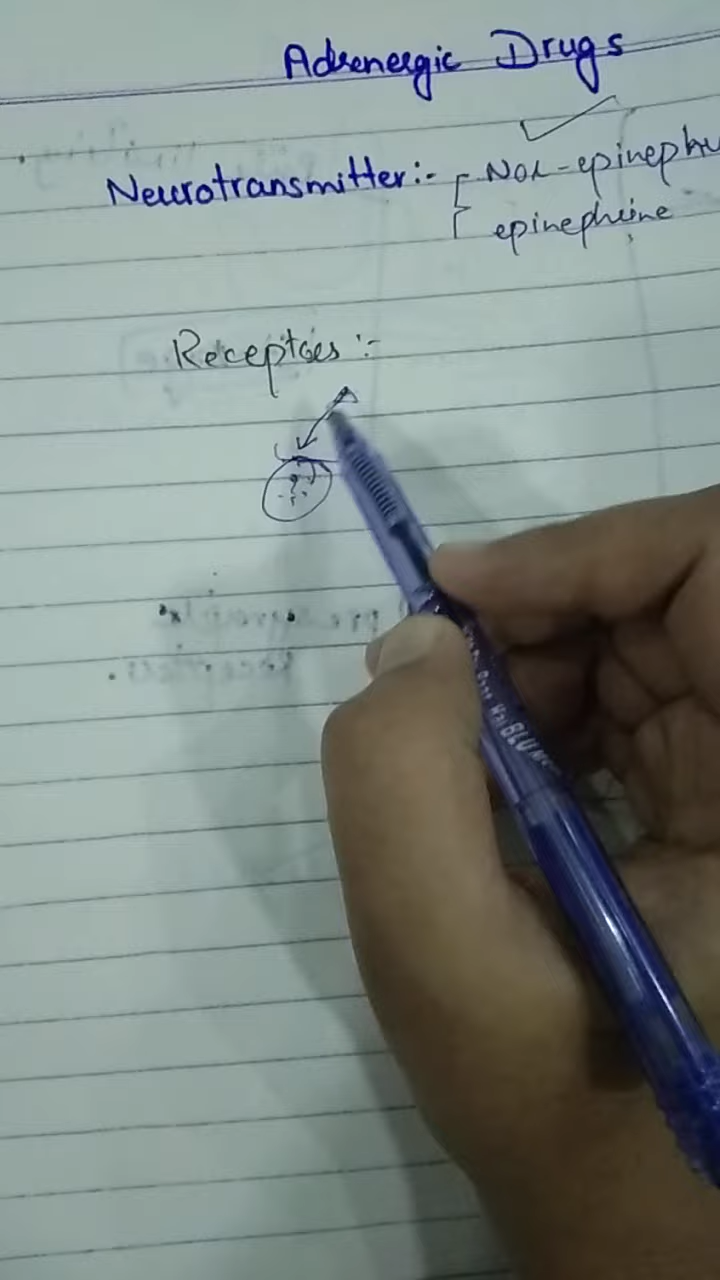 Adrenergic Drugs
Neurotransmitter:- Nor-epineph
epinephrine
Receptors :-